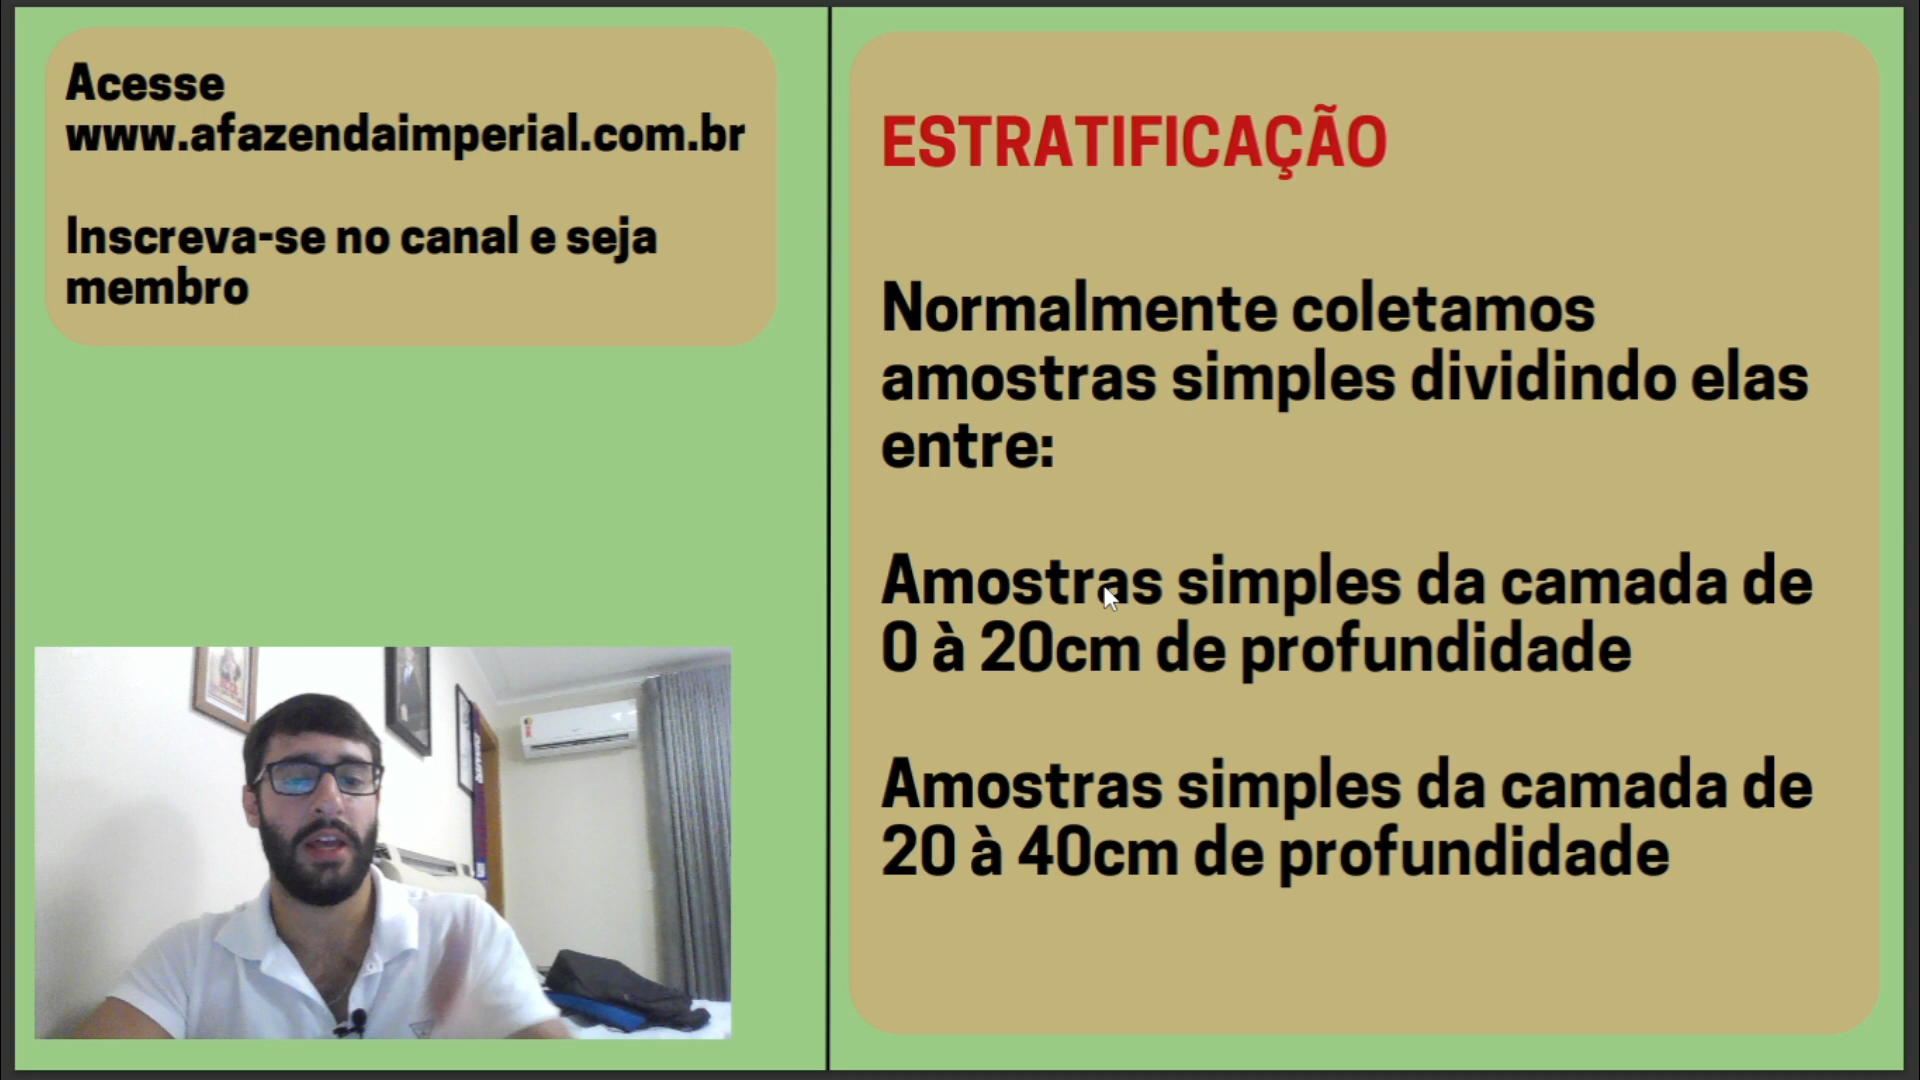 Acesse
www.afazendaimperial.com.br
Inscreva-se no canal e seja
membro
ESTRATIFICAÇÃO
Normalmente coletamos
amostras simples dividindo elas
entre:
Amostras simples da camada de
0 à 20cm de profundidade
Amostras simples da camada de
20 à 40cm de profundidade